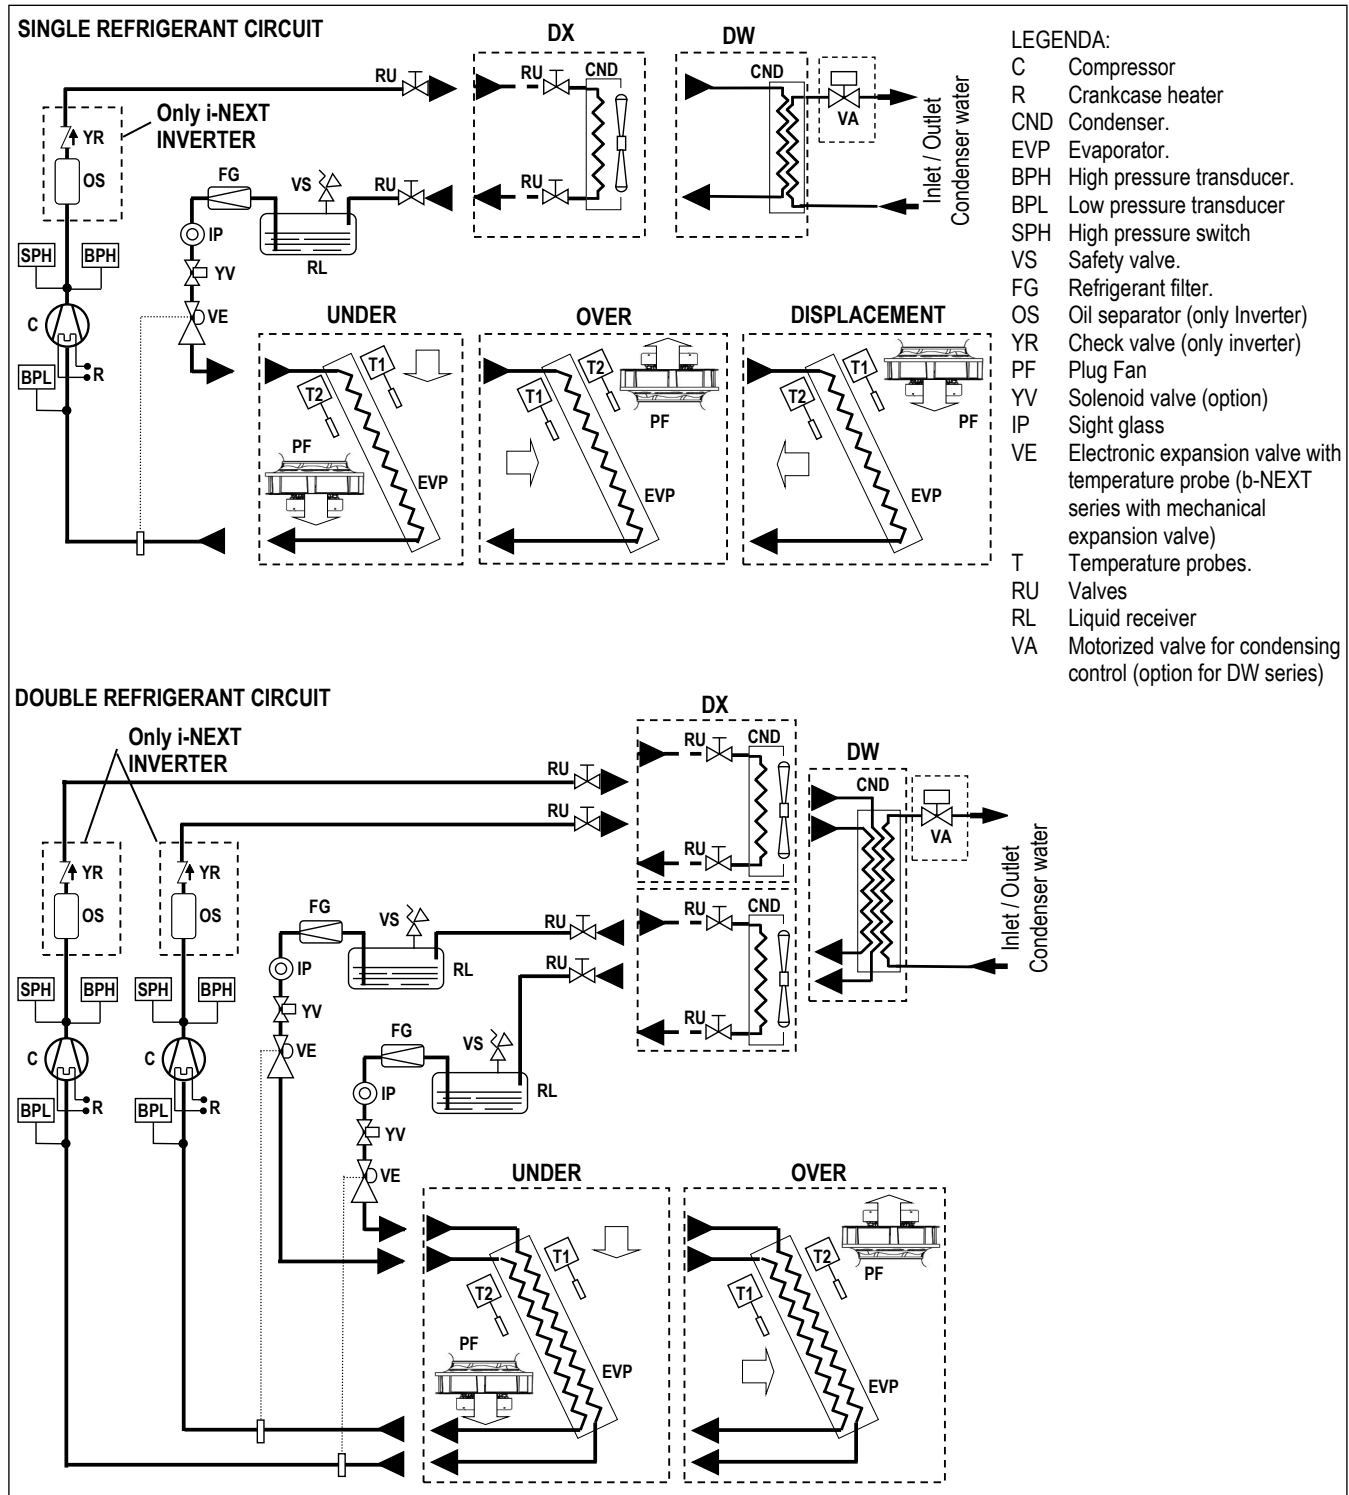 SINGLE REFRIGERANT CIRCUIT
DX
DW
RU
RU
CND
CND
VA
Inlet / Outlet
Condenser water
Only i-NEXT
INVERTER
YR
OS
FG
VS
RU
RU
IP
RL
SPH
BPH
YV
C
VE
R
BPL
UNDER
OVER
DISPLACEMENT
T1
T2
PF
EVP
T2
T1
PF
EVP
T1
T2
PF
EVP
LEGENDA:
C Compressor
R Crankcase heater
CND Condenser.
EVP Evaporator.
BPH High pressure transducer.
BPL Low pressure transducer
SPH High pressure switch
VS Safety valve.
FG Refrigerant filter.
OS Oil separator (only Inverter)
YR Check valve (only inverter)
PF Plug Fan
YV Solenoid valve (option)
IP Sight glass
VE Electronic expansion valve with
temperature probe (b-NEXT
series with mechanical
expansion valve)
T Temperature probes.
RU Valves
RL Liquid receiver
VA Motorized valve for condensing
control (option for DW series)
DOUBLE REFRIGERANT CIRCUIT
Only i-NEXT
INVERTER
DX
DW
RU
RU
RU
CND
RU
CND
VA
Inlet / Outlet
Condenser water
YR
OS
YR
OS
FG
VS
RU
RU
RU
CND
RU
IP
RL
SPH
BPH
SPH
BPH
YV
C
C
VE
FG
VS
RL
IP
BPL
R
BPL
R
YV
VE
UNDER
OVER
T1
T2
PF
EVP
T2
T1
PF
EVP